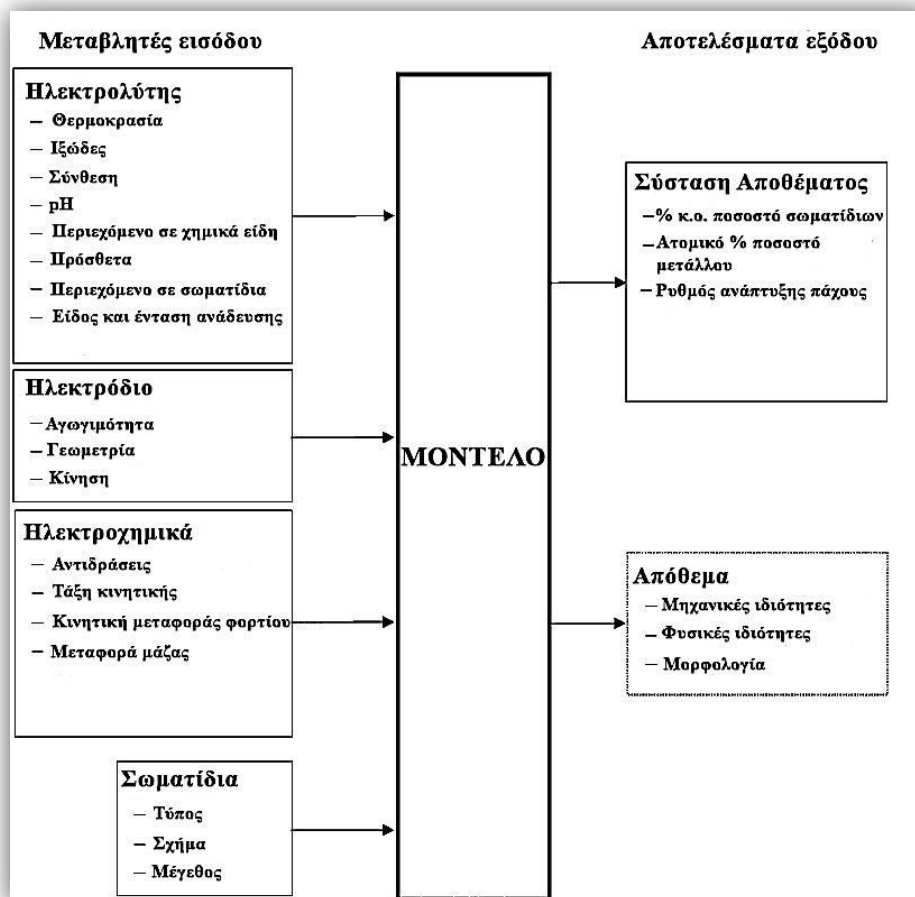 Μεταβλητές εισόδου
Αποτελέσματα εξόδου
Ηλεκτρολύτης
– Θερμοκρασία
– Ιξώδες
– Σύνθεση
– pH
– Περιεχόμενο σε χημικά είδη
– Πρόσθετα
– Περιεχόμενο σε σωματίδια
– Είδος και ένταση ανάδευσης
Ηλεκτρόδιο
– Αγωγιμότητα
– Γεωμετρία
– Κίνηση
Ηλεκτροχημικά
– Αντιδράσεις
– Τάξη κινητικής
– Κινητική μεταφοράς φορτίου
– Μεταφορά μάζας
Σωματίδια
– Τύπος
– Σχήμα
– Μέγεθος
ΜΟΝΤΕΛΟ
Σύσταση Αποθέματος
–% κ.ο. ποσοστό σωματίδιων
–Ατομικό % ποσοστό
μετάλλου
– Ρυθμός ανάπτυξης πάχους
Απόθεμα
– Μηχανικές ιδιότητες
– Φυσικές ιδιότητες
– Μορφολογία